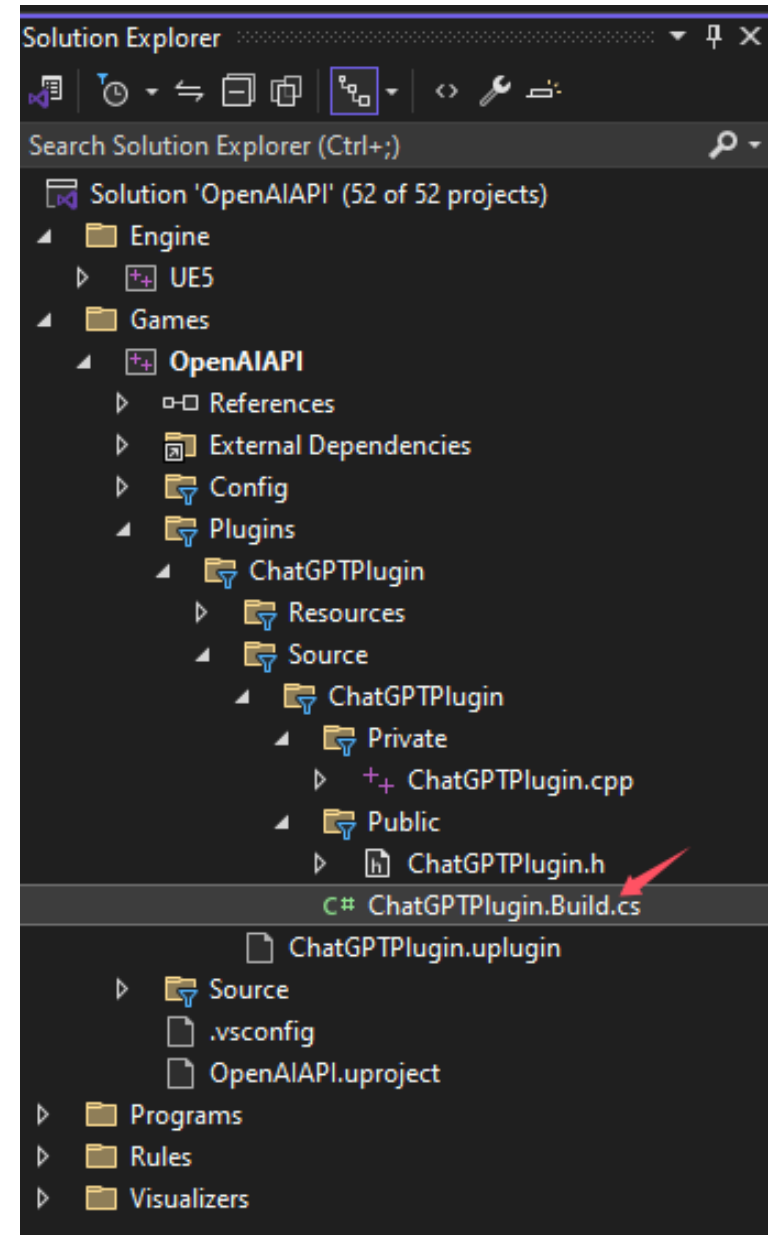 Solution Explorer
Search Solution Explorer (Ctrl+;)
Solution 'OpenAIAPI' (52 of 52 projects)
Engine
++ UE5
Games
++ OpenAIAPI
References
External Dependencies
Config
Plugins
ChatGPTPlugin
Resources
Source
ChatGPTPlugin
Private
++ ChatGPTPlugin.cpp
Public
h ChatGPTPlugin.h
C# ChatGPTPlugin.Build.cs
ChatGPTPlugin.uplugin
Source
.vsconfig
OpenAIAPI.uproject
Programs
Rules
Visualizers